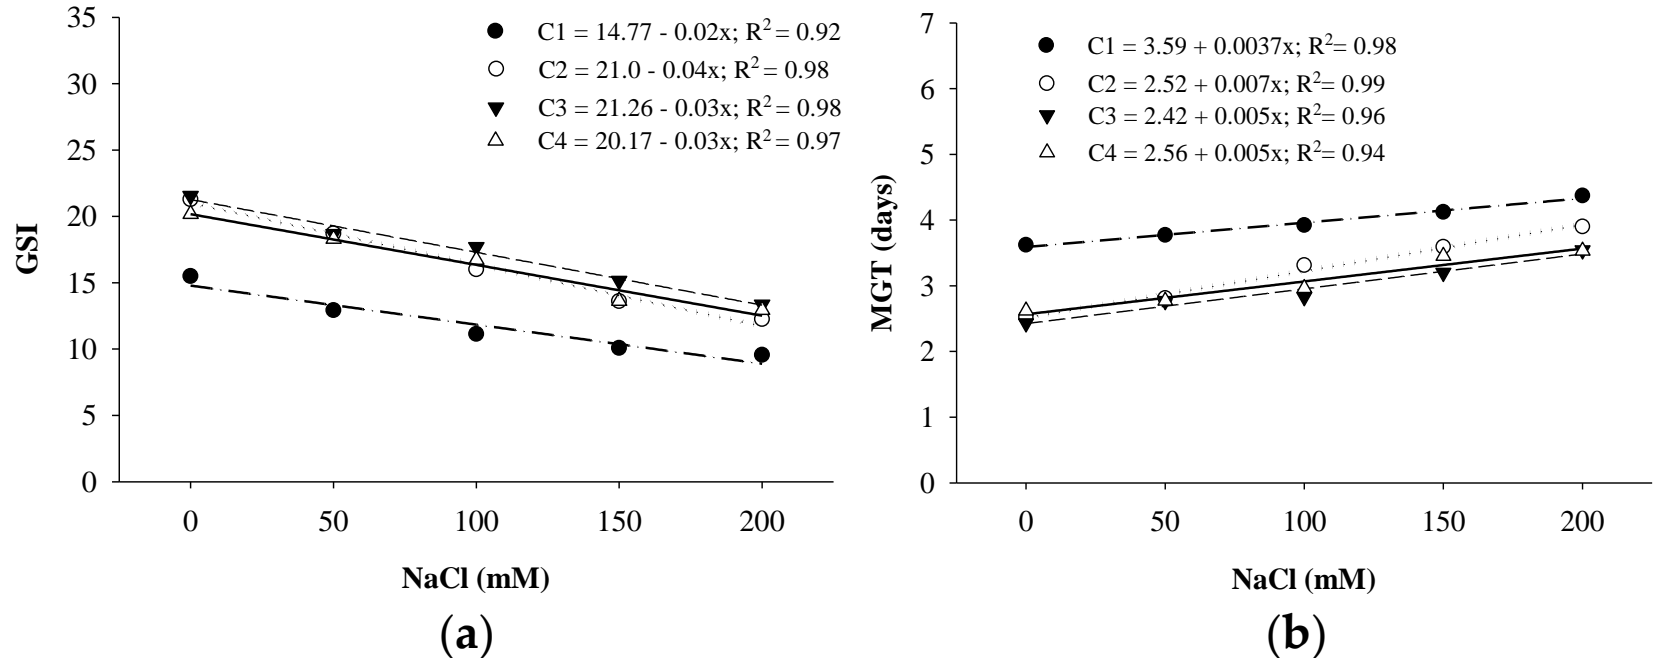 35
30
25
20
15
10
5
0
GSI
C1 = 14.77 - 0.02x; R² = 0.92
C2 = 21.0 - 0.04x; R² = 0.98
C3 = 21.26 - 0.03x; R² = 0.98
C4 = 20.17 - 0.03x; R² = 0.97
0 50 100 150 200
NaCl (mM)
(a)
7
6
5
4
3
2
1
0
MGT (days)
C1 = 3.59 + 0.0037x; R²= 0.98
C2 = 2.52 + 0.007x; R²= 0.99
C3 = 2.42 + 0.005x; R²= 0.96
C4 = 2.56 + 0.005x; R²= 0.94
0 50 100 150 200
NaCl (mM)
(b)